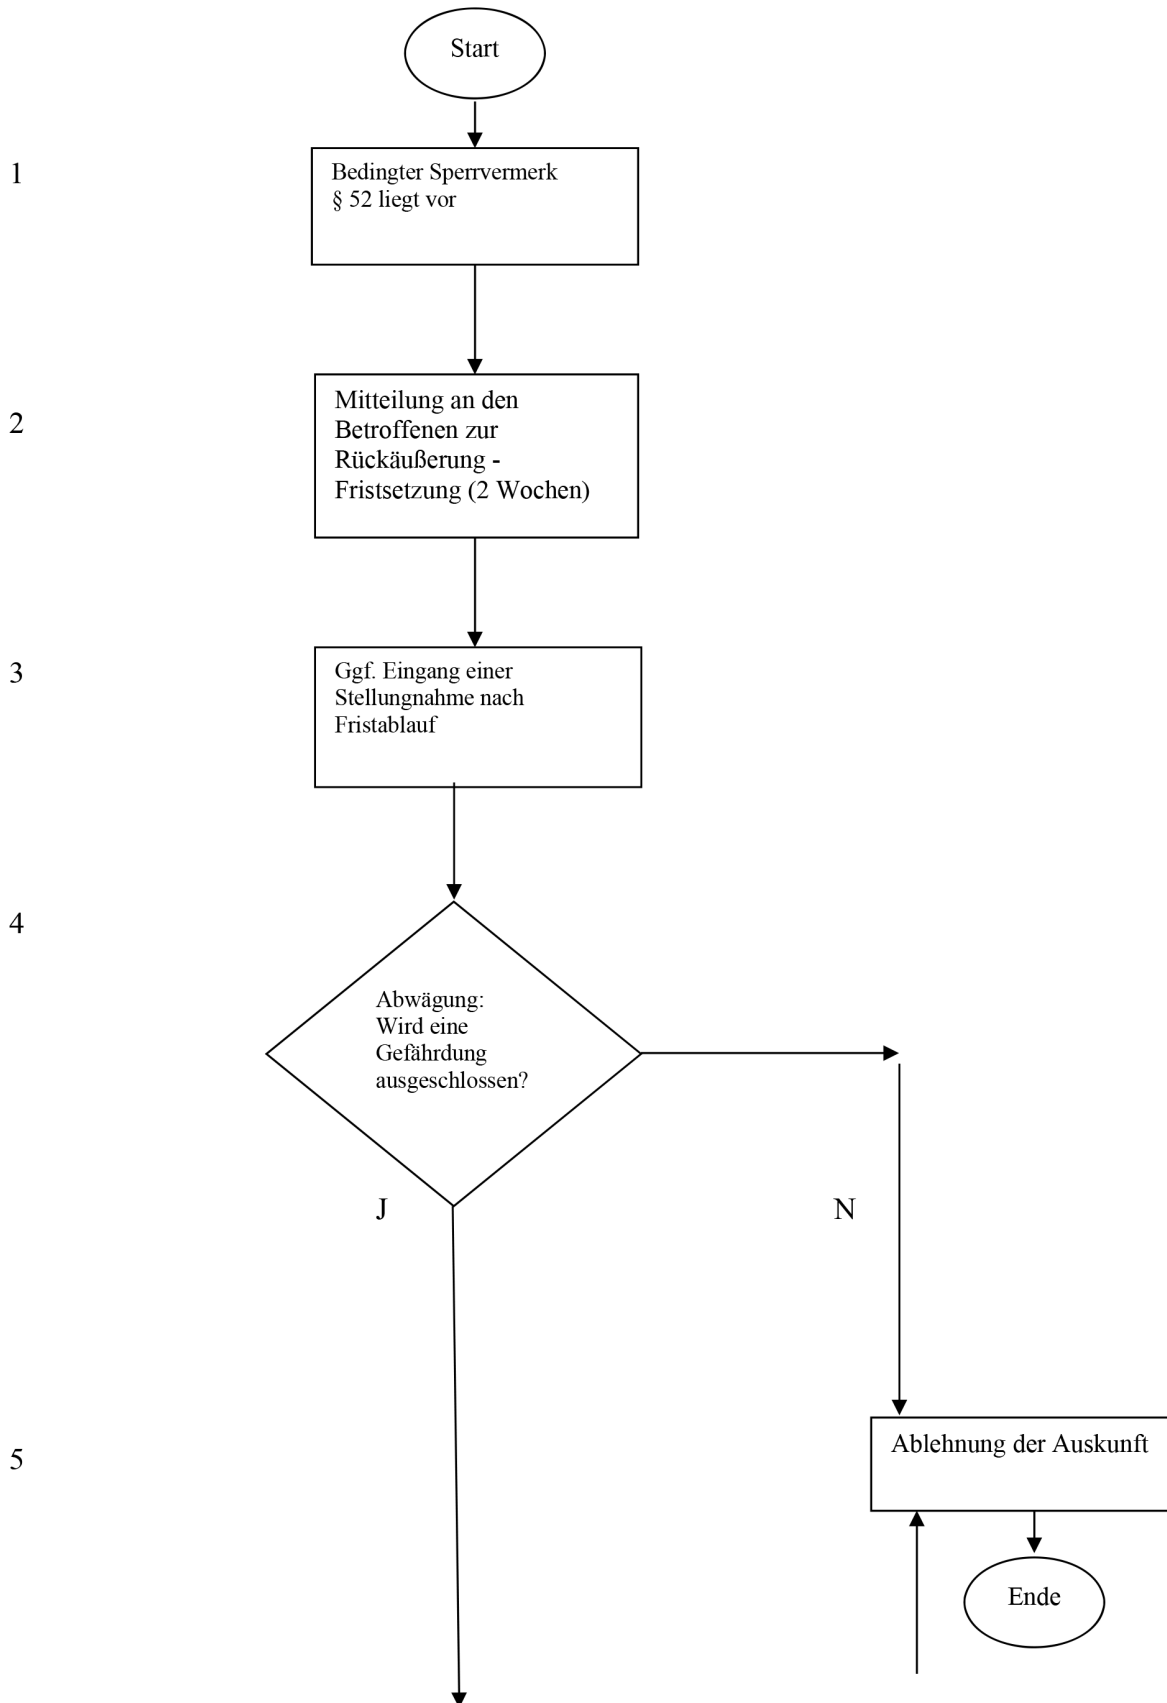 Start
1
Bedingter Sperrvermerk
§ 52 liegt vor
2
Mitteilung an den
Betroffenen zur
Rückäußerung -
Fristsetzung (2 Wochen)
3
Ggf. Eingang einer
Stellungnahme nach
Fristablauf
4
Abwägung:
Wird eine
Gefährdung
ausgeschlossen?
J
N
5
Ablehnung der Auskunft
Ende